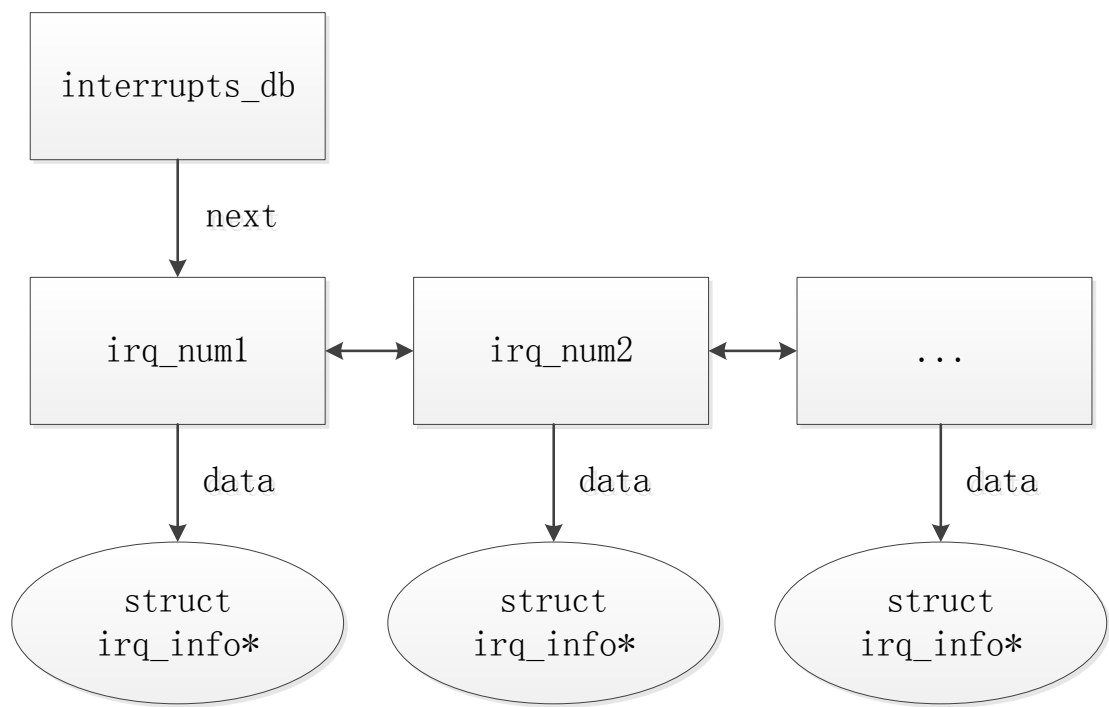 interrupts_db
next
irq_num1
irq_num2
...
data
data
data
struct
irq_info*
struct
irq_info*
struct
irq_info*